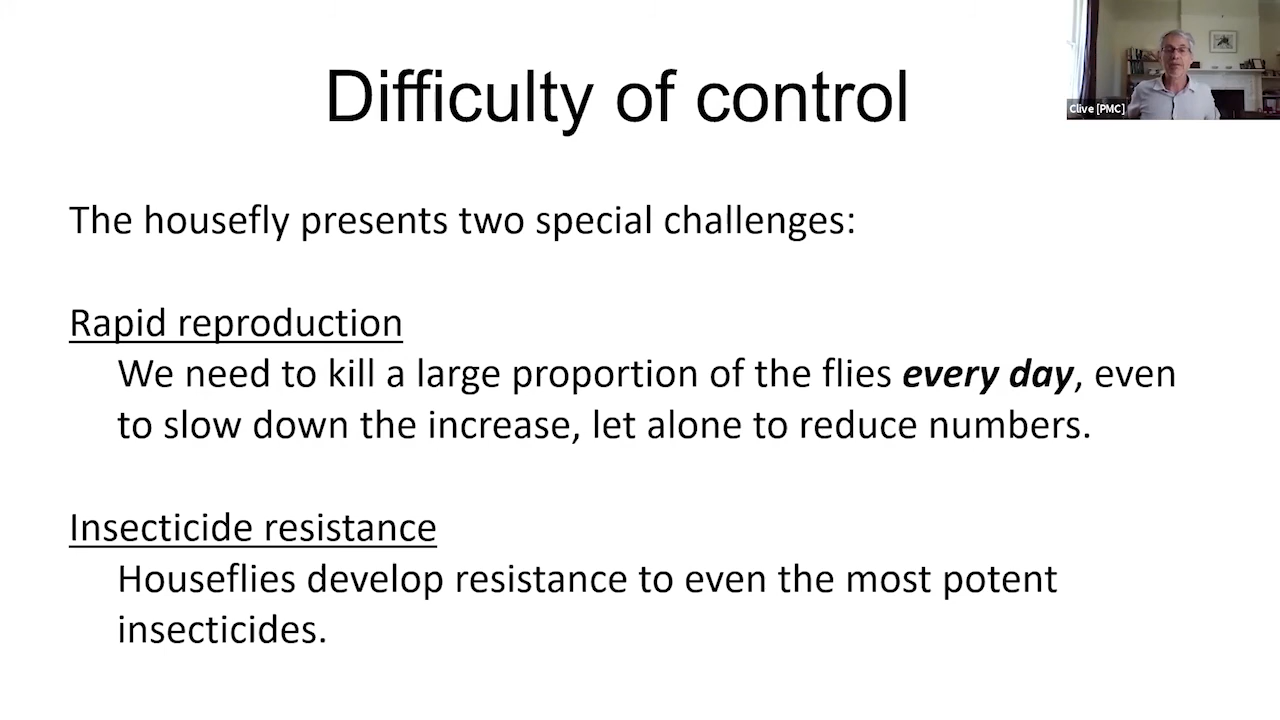 Difficulty of control
Clive [PMC]
The housefly presents two special challenges:
Rapid reproduction
We need to kill a large proportion of the flies every day, even
to slow down the increase, let alone to reduce numbers.
Insecticide resistance
Houseflies develop resistance to even the most potent
insecticides.